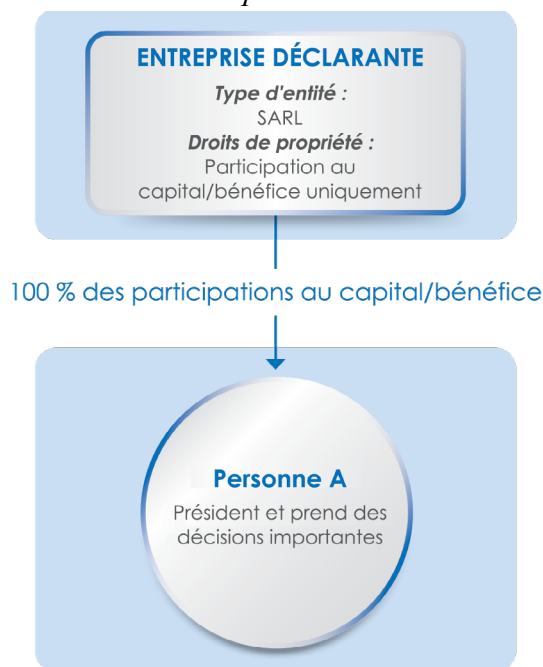 ENTREPRISE DÉCLARANTE
Type d'entité :
SARL
Droits de propriété :
Participation au
capital/bénéfice uniquement
100 % des participations au capital/bénéfice
Personne A
Président et prend des
décisions importantes